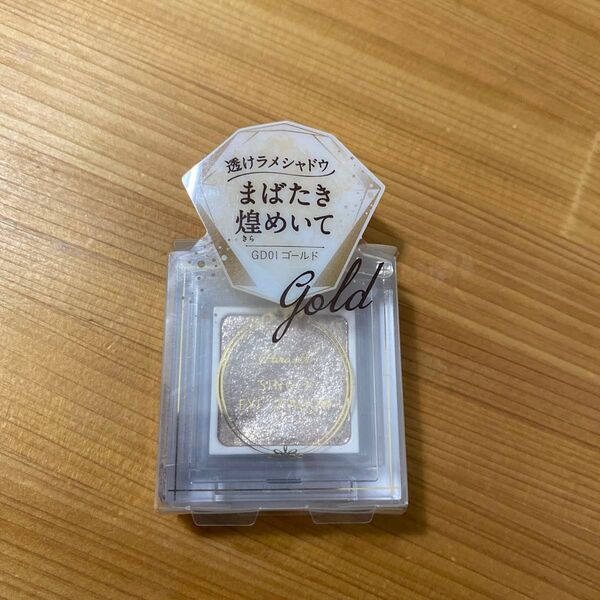 透けラメシャドウ
まばたき
煌めいて
きら
GD01 ゴールド
Gold